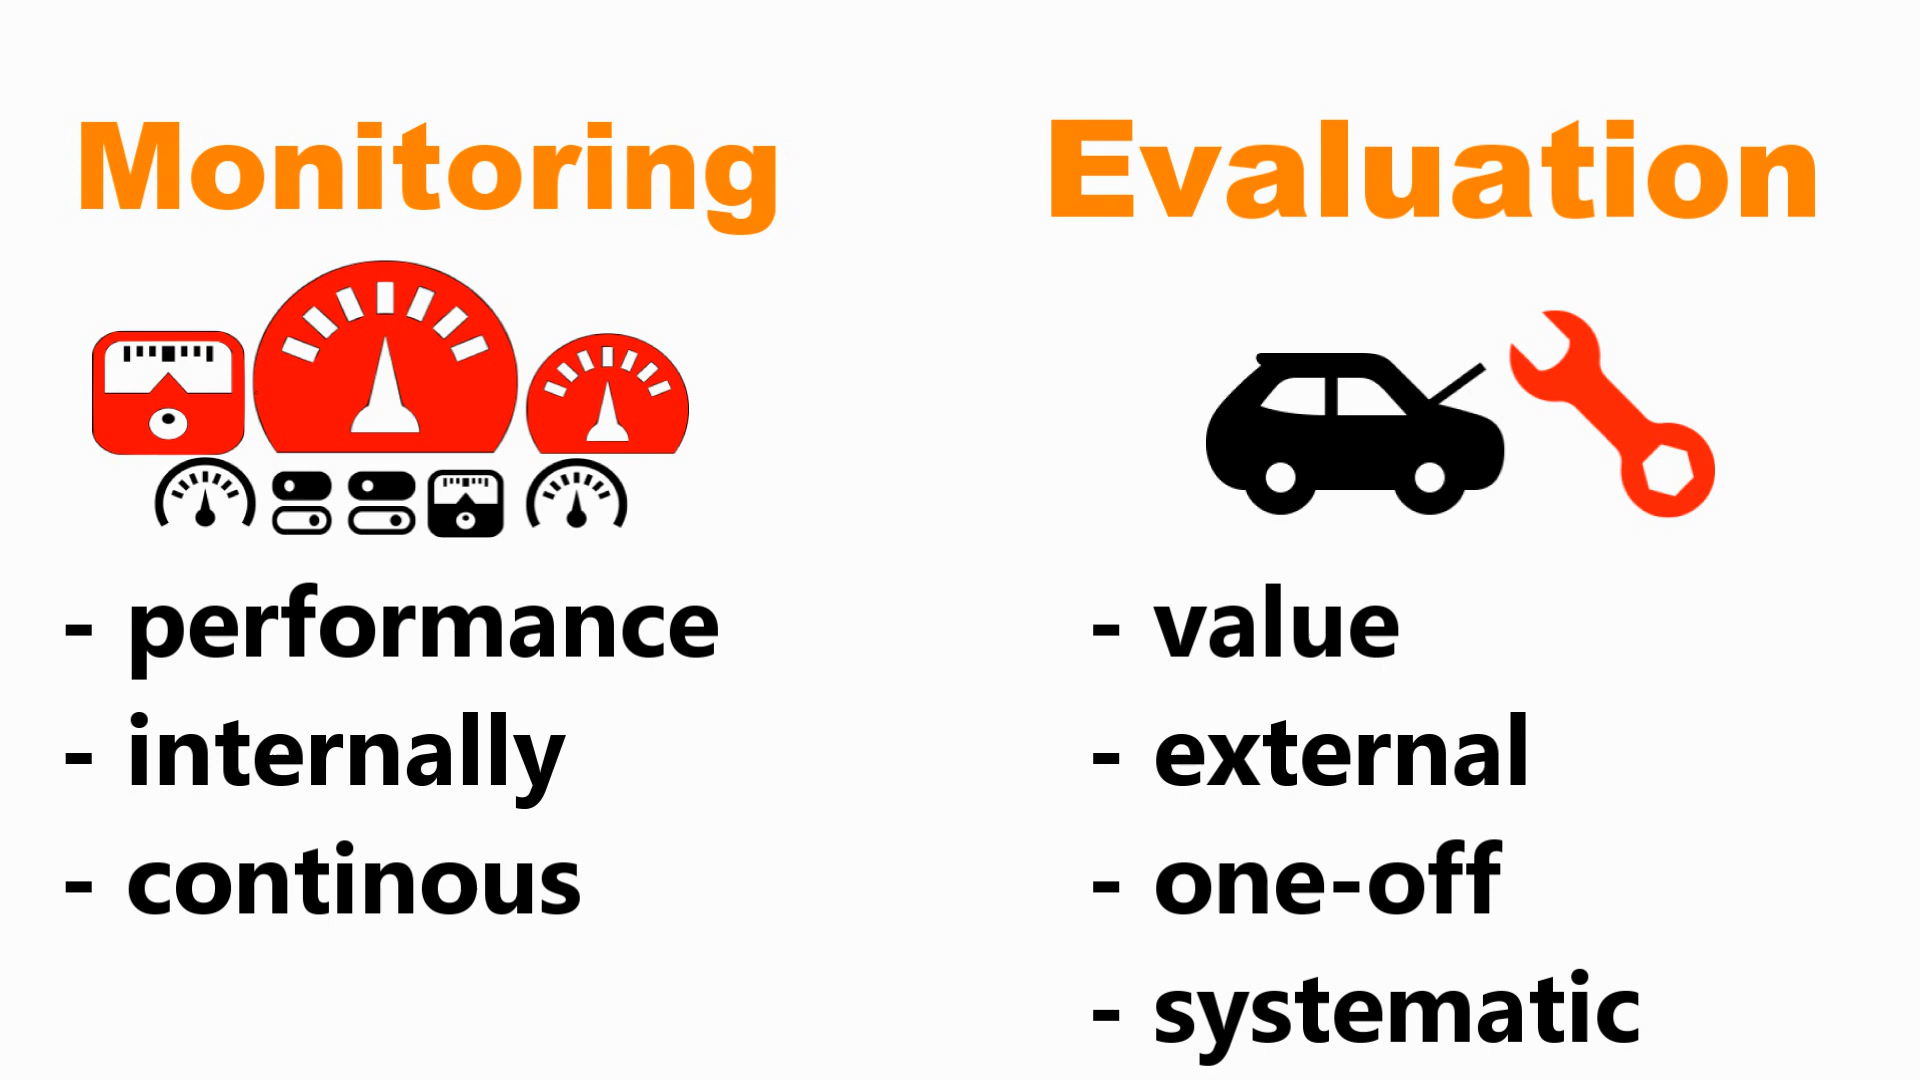 Monitoring
- performance
- internally
- continous
Evaluation
- value
- external
- one-off
- systematic